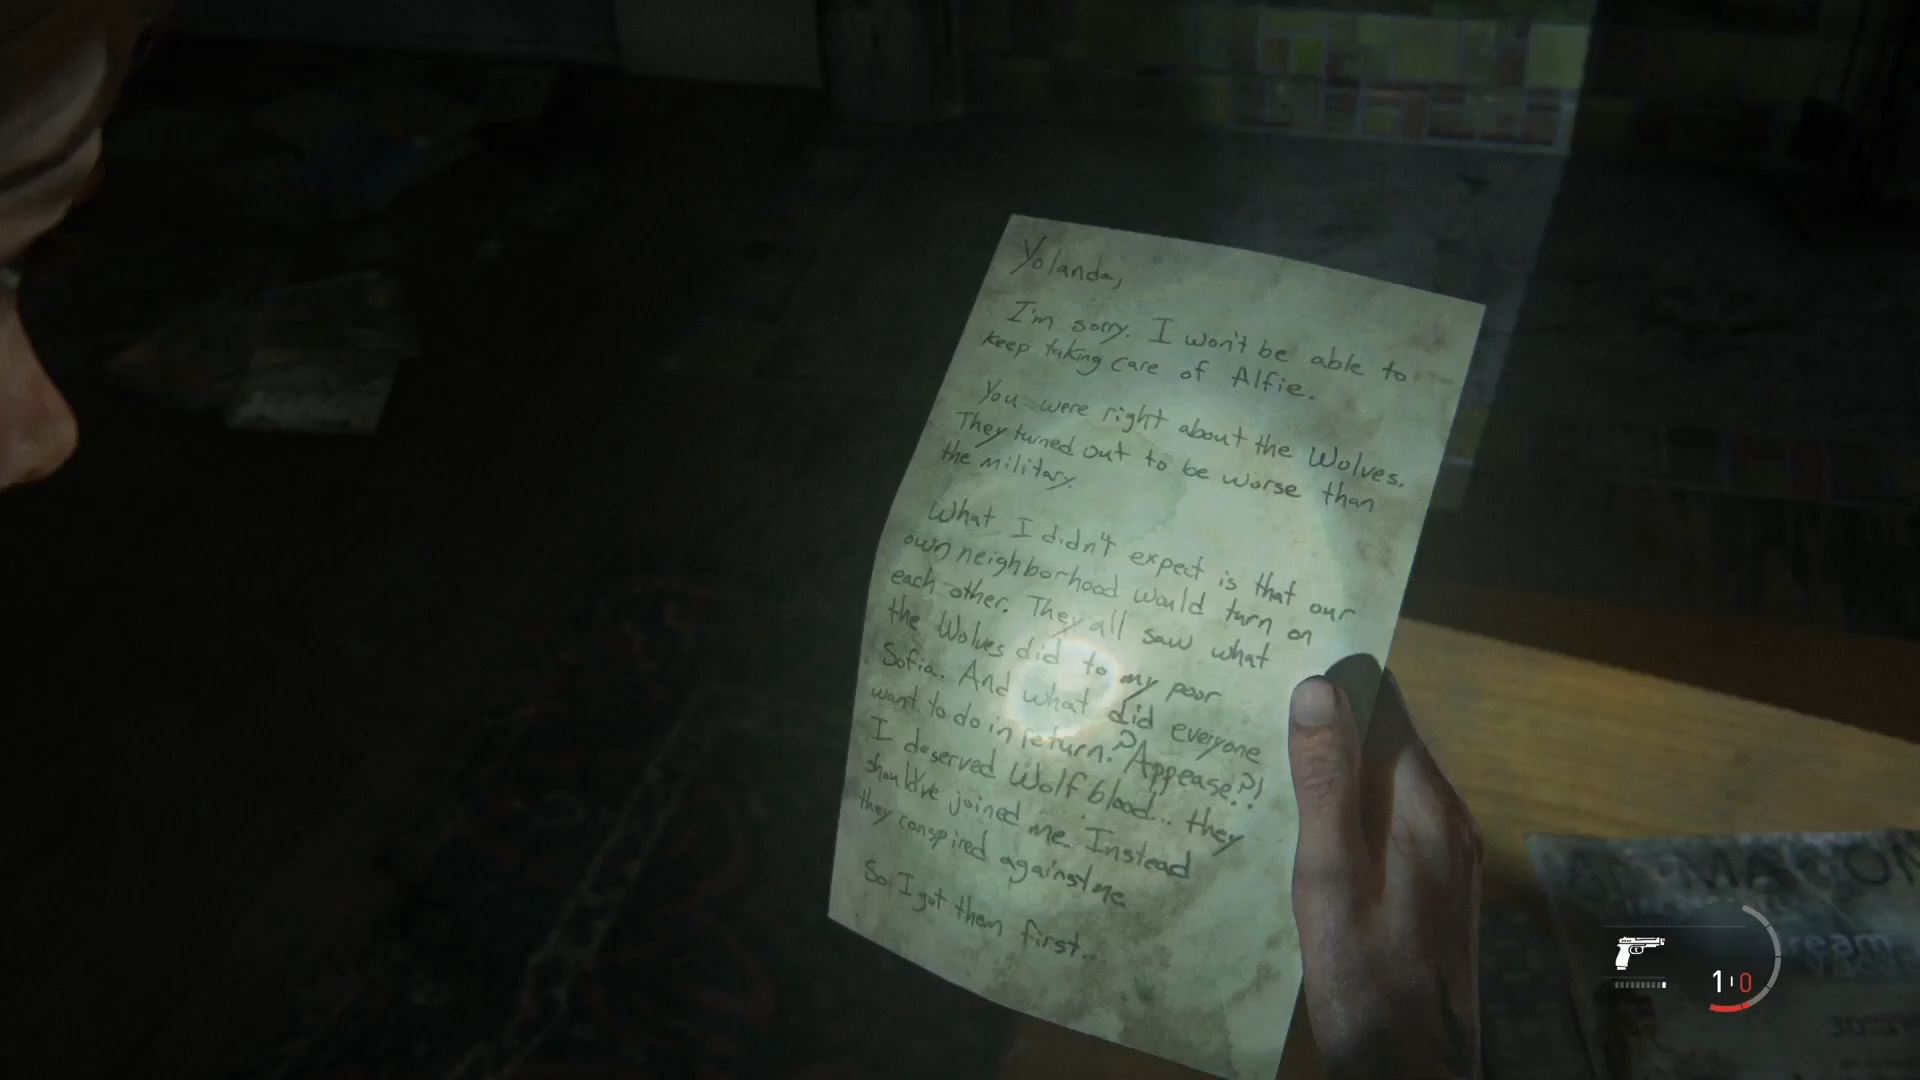 Yolanda,
I'm sorry. I won't be able to
keep taking care of Alfie.
You were right about the Wolves.
They turned out to be worse than
the military.
What I didn't expect is that our
own neighborhood would turn on
each other. They all saw what
the Wolves did to my poor
Sofia. And what did everyone
want to do in return? Appease?!
I deserved Wolf blood... they
should've joined me. Instead
they conspired against me
So I got them first...
1 0